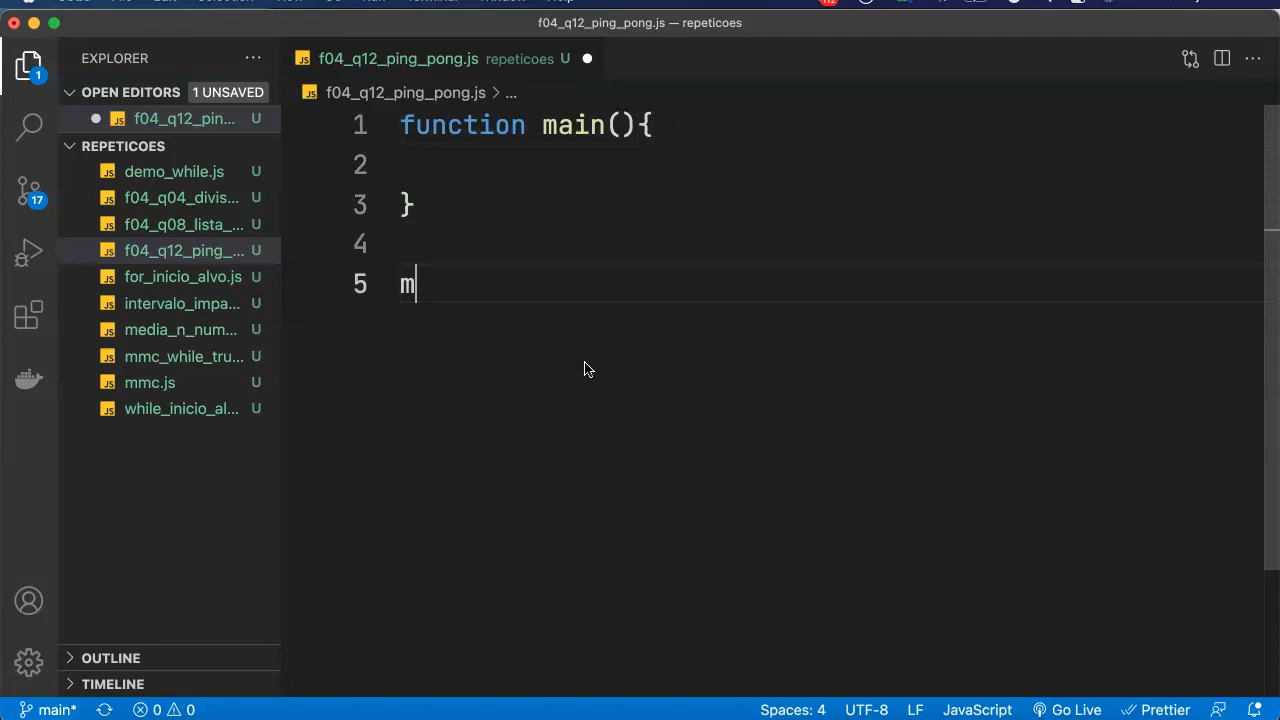 f04_q12_ping_pong.js — repeticoes
EXPLORER
f04_q12_ping_pong.js repeticoes U
1
OPEN EDITORS 1 UNSAVED
f04_q12_pin... U
f04_q12_ping_pong.js > ...
REPETICOES
demo_while.js U
f04_q04_divis... U
f04_q08_lista_... U
f04_q12_ping_... U
for_inicio_alvo.js U
intervalo_impa... U
media_n_num... U
mmc_while_tru... U
mmc.js U
while_inicio_al... U
17
1 function main(){
2
3 }
4
5 m
OUTLINE
TIMELINE
main* 0 0 Spaces: 4 UTF-8 LF JavaScript Go Live Prettier